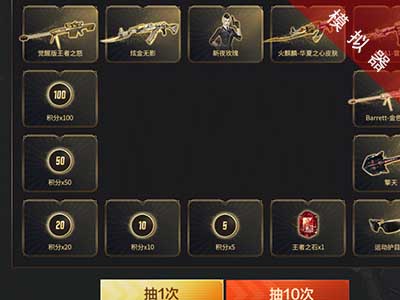 模拟器
觉醒版王者之怒
炫金无影
新夜玫瑰
火麒麟-华夏之心皮肤
100
积分x100
Barrett-金色
50
积分x50
擎天
20
积分x20
10
积分x10
5
积分x5
王者之石x1
运动护目
抽1次
抽10次